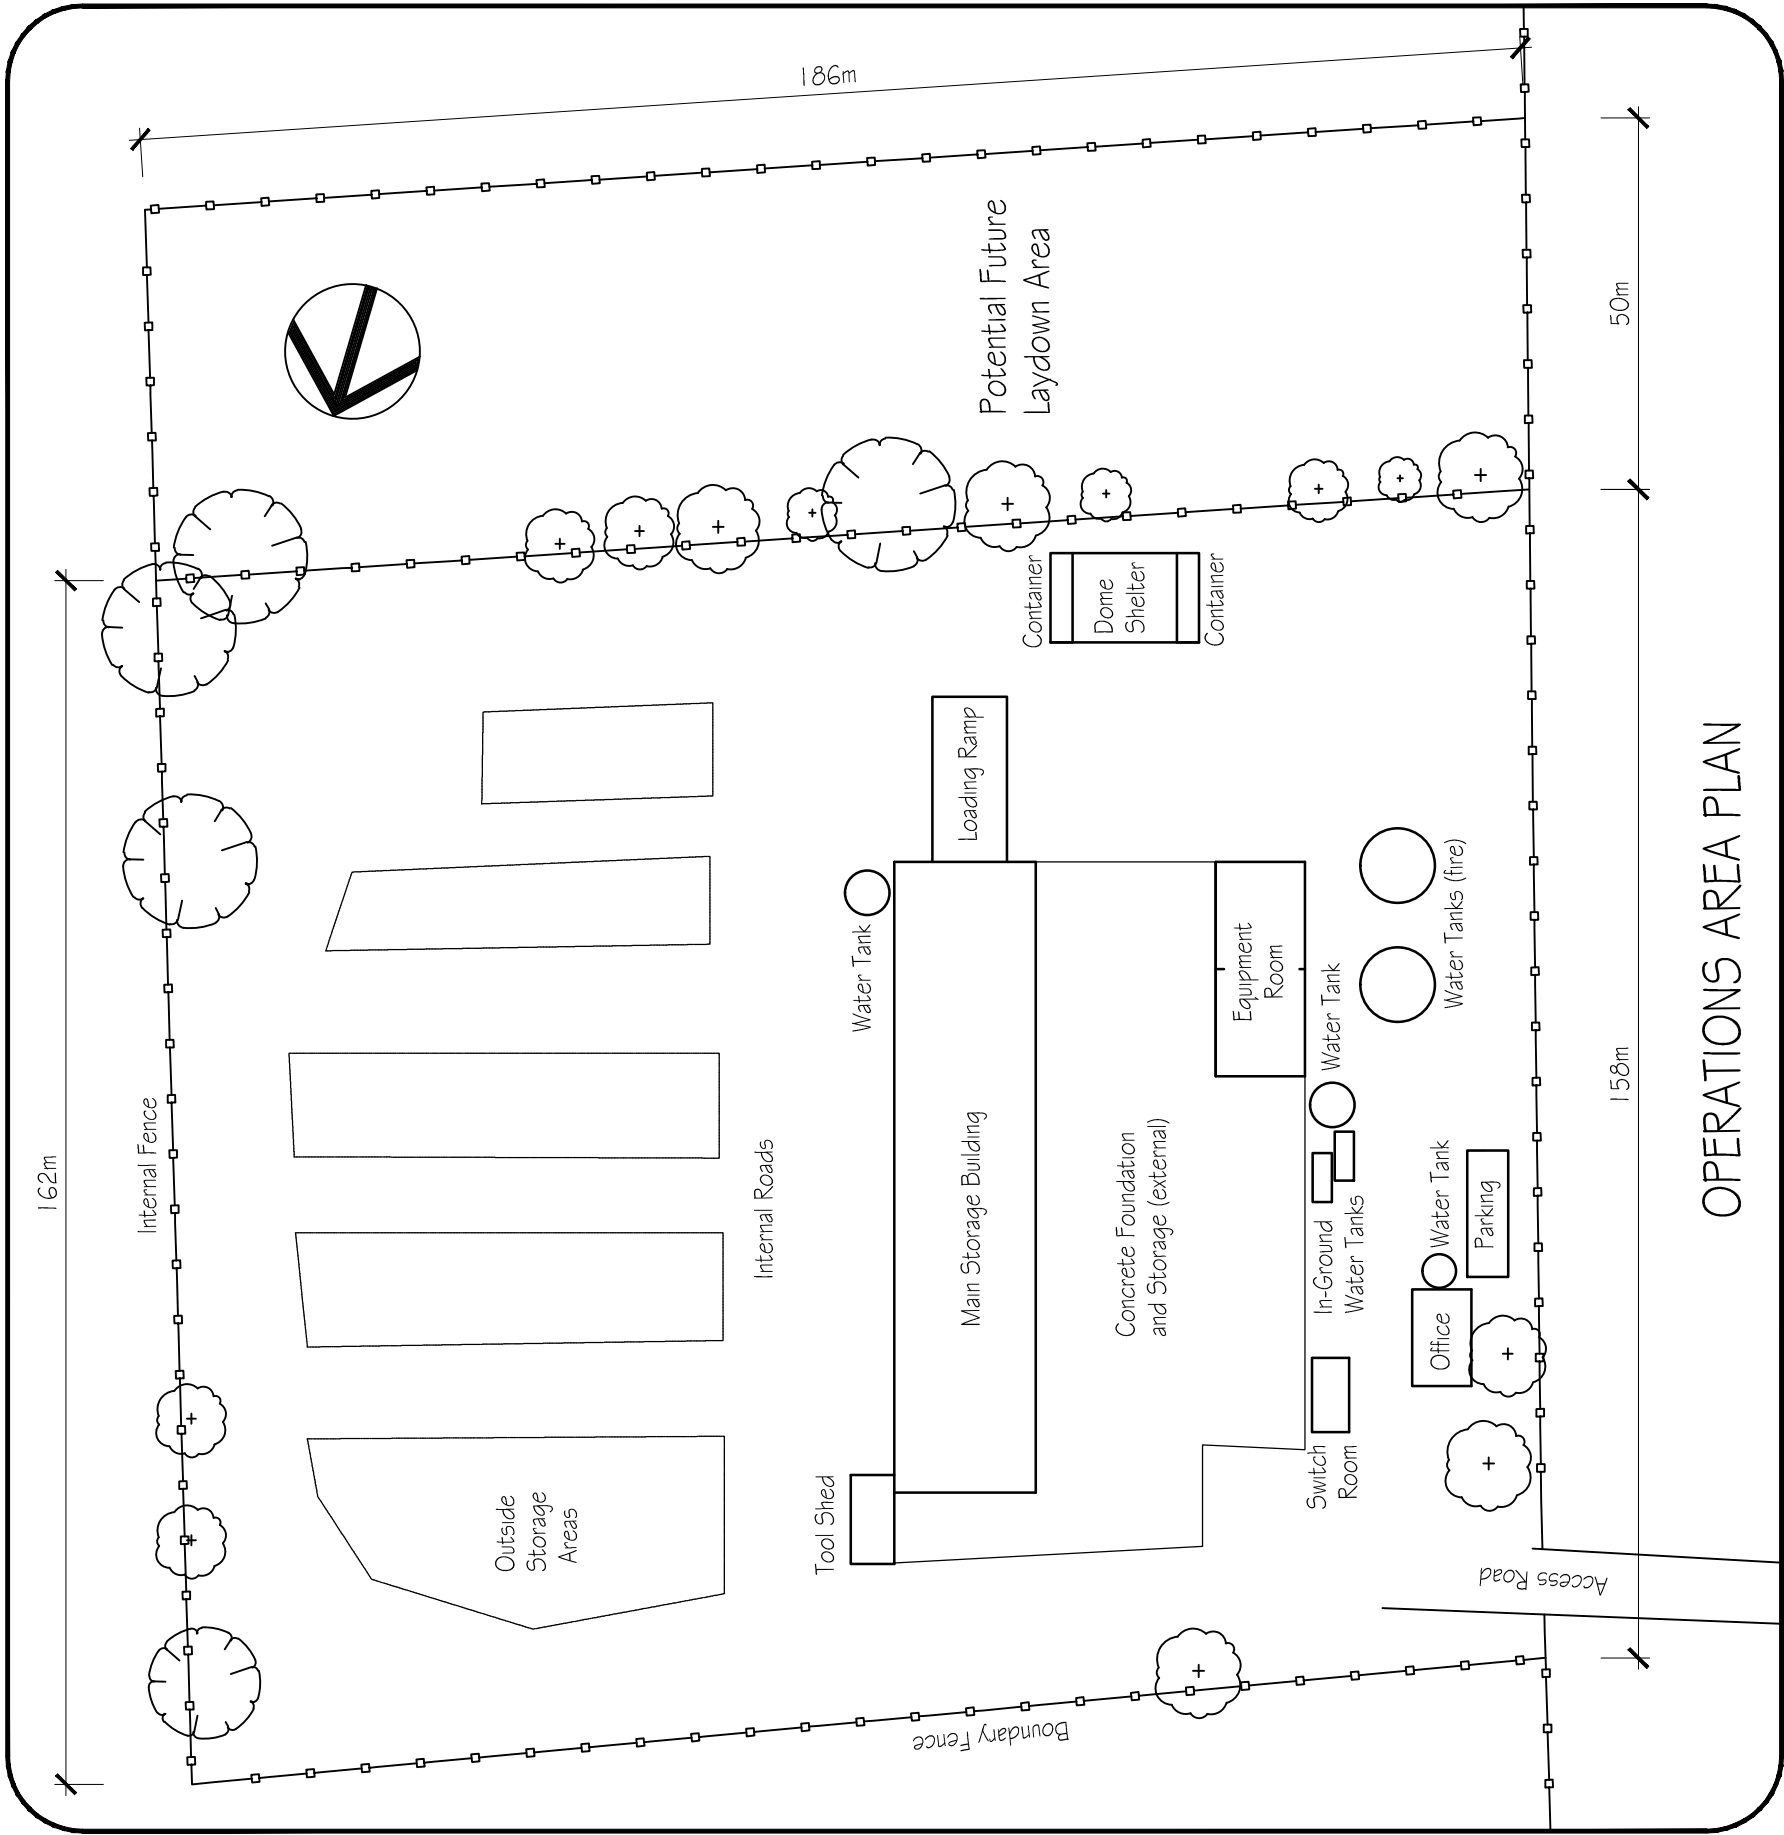 186m
50m
Potential Future
Laydown Area
Container
Dome
Shelter
Container
Loading Ramp
Water Tank
Equipment
Room
Water Tank
Water Tanks (fire)
158m
162m
Internal Fence
Internal Roads
Main Storage Building
Concrete Foundation
and Storage (external)
In-Ground
Water Tanks
Water Tank
Parking
Office
Switch
Room
Tool Shed
Outside
Storage
Areas
Access Road
Boundary Fence
OPERATIONS AREA PLAN